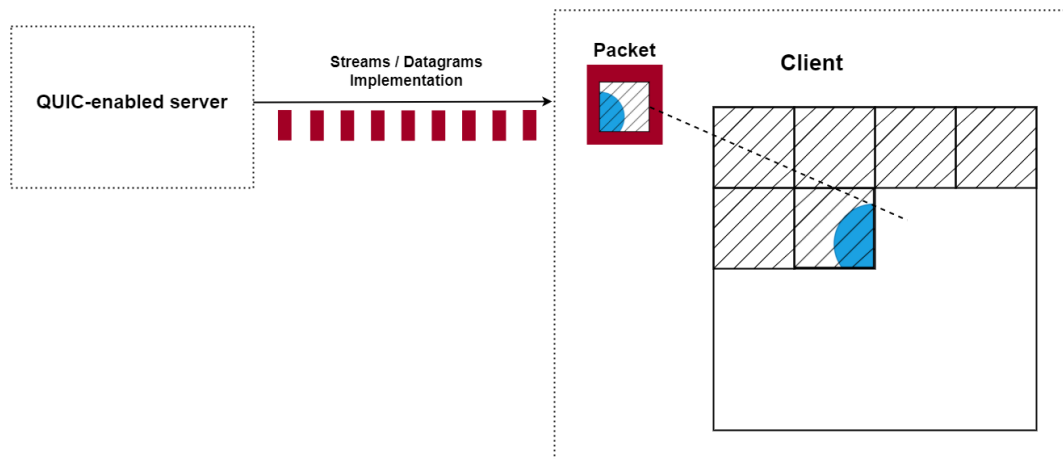 QUIC-enabled server
Streams / Datagrams
Implementation
Packet
Client